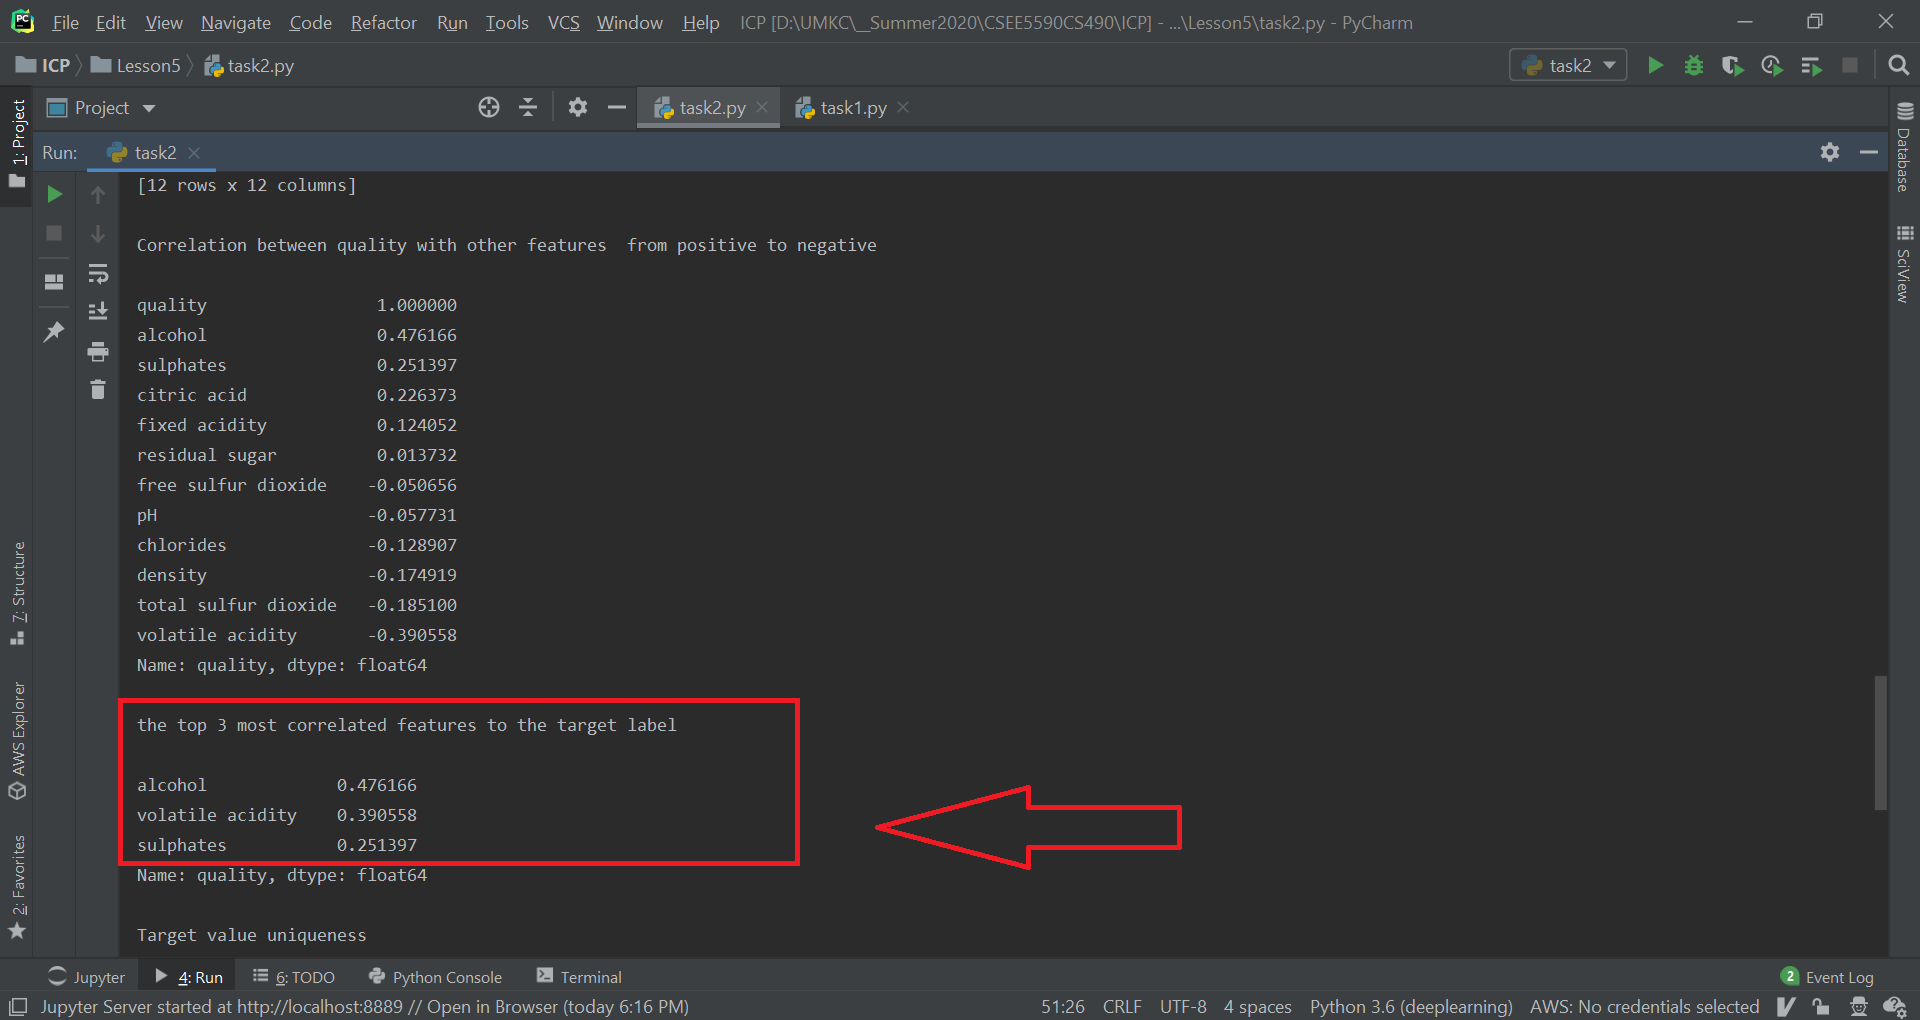 PC File Edit View Navigate Code Refactor Run Tools VCS Window Help ICP [D:\UMKC\__Summer2020\CSEE5590CS490\ICP] - ...\Lesson5\task2.py - PyCharm
ICP Lesson5 task2.py task2
Project task2.py task1.py
Run: task2
1: Project
7: Structure
AWS Explorer
2: Favorites
Database
SciView
[12 rows x 12 columns]
Correlation between quality with other features  from positive to negative
quality 1.000000
alcohol 0.476166
sulphates 0.251397
citric acid 0.226373
fixed acidity 0.124052
residual sugar 0.013732
free sulfur dioxide -0.050656
pH -0.057731
chlorides -0.128907
density -0.174919
total sulfur dioxide -0.185100
volatile acidity -0.390558
Name: quality, dtype: float64
the top 3 most correlated features to the target label
alcohol 0.476166
volatile acidity 0.390558
sulphates 0.251397
Name: quality, dtype: float64
Target value uniqueness
Jupyter 4: Run 6: TODO Python Console Terminal 2 Event Log
Jupyter Server started at http://localhost:8889 // Open in Browser (today 6:16 PM) 51:26 CRLF UTF-8 4 spaces Python 3.6 (deeplearning) AWS: No credentials selected